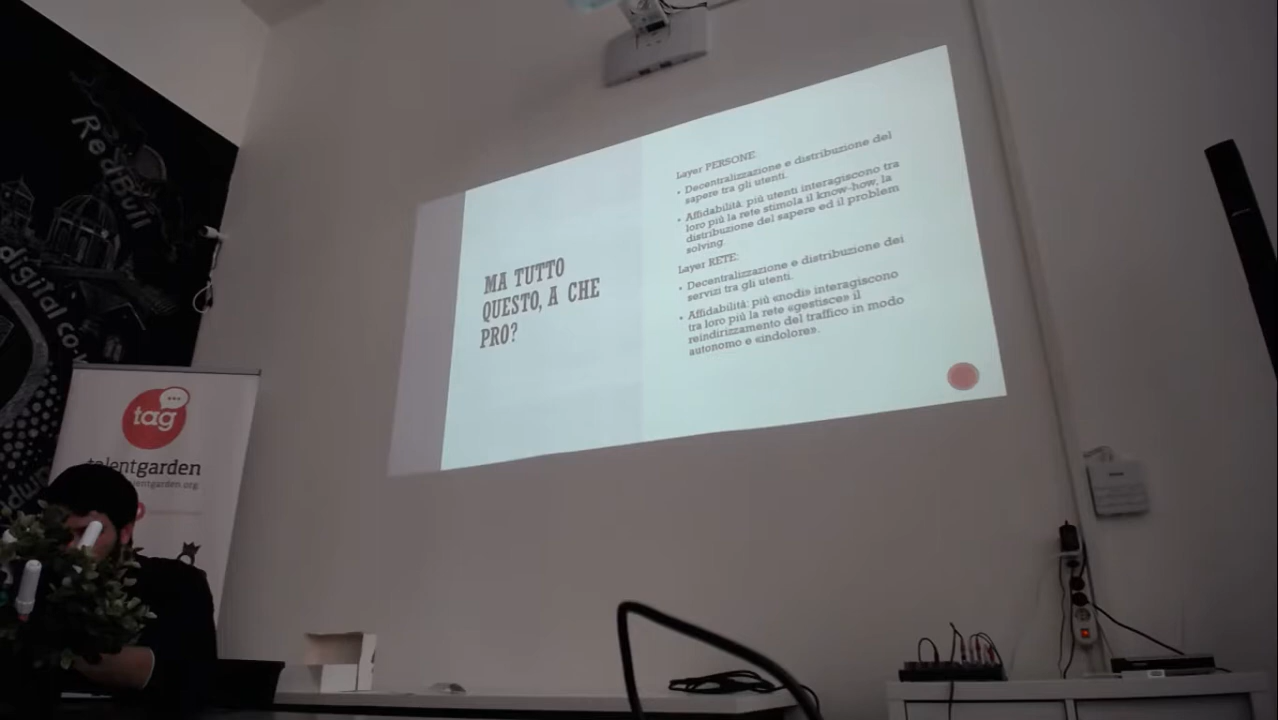 RedBull
digital co-w
tag
talentgarden
MA TUTTO
QUESTO, A CHE
PRO?
Layer PERSONE:
• Decentralizzazione e distribuzione del
sapere tra gli utenti.
• Affidabilità: più utenti interagiscono tra
loro più la rete stimola il know-how, la
distribuzione del sapere ed il problem
solving.
Layer RETE:
• Decentralizzazione e distribuzione dei
servizi tra gli utenti.
• Affidabilità: più «nodi» interagiscono
tra loro più la rete «gestisce» il
reindirizzamento del traffico in modo
autonomo e «indolore».